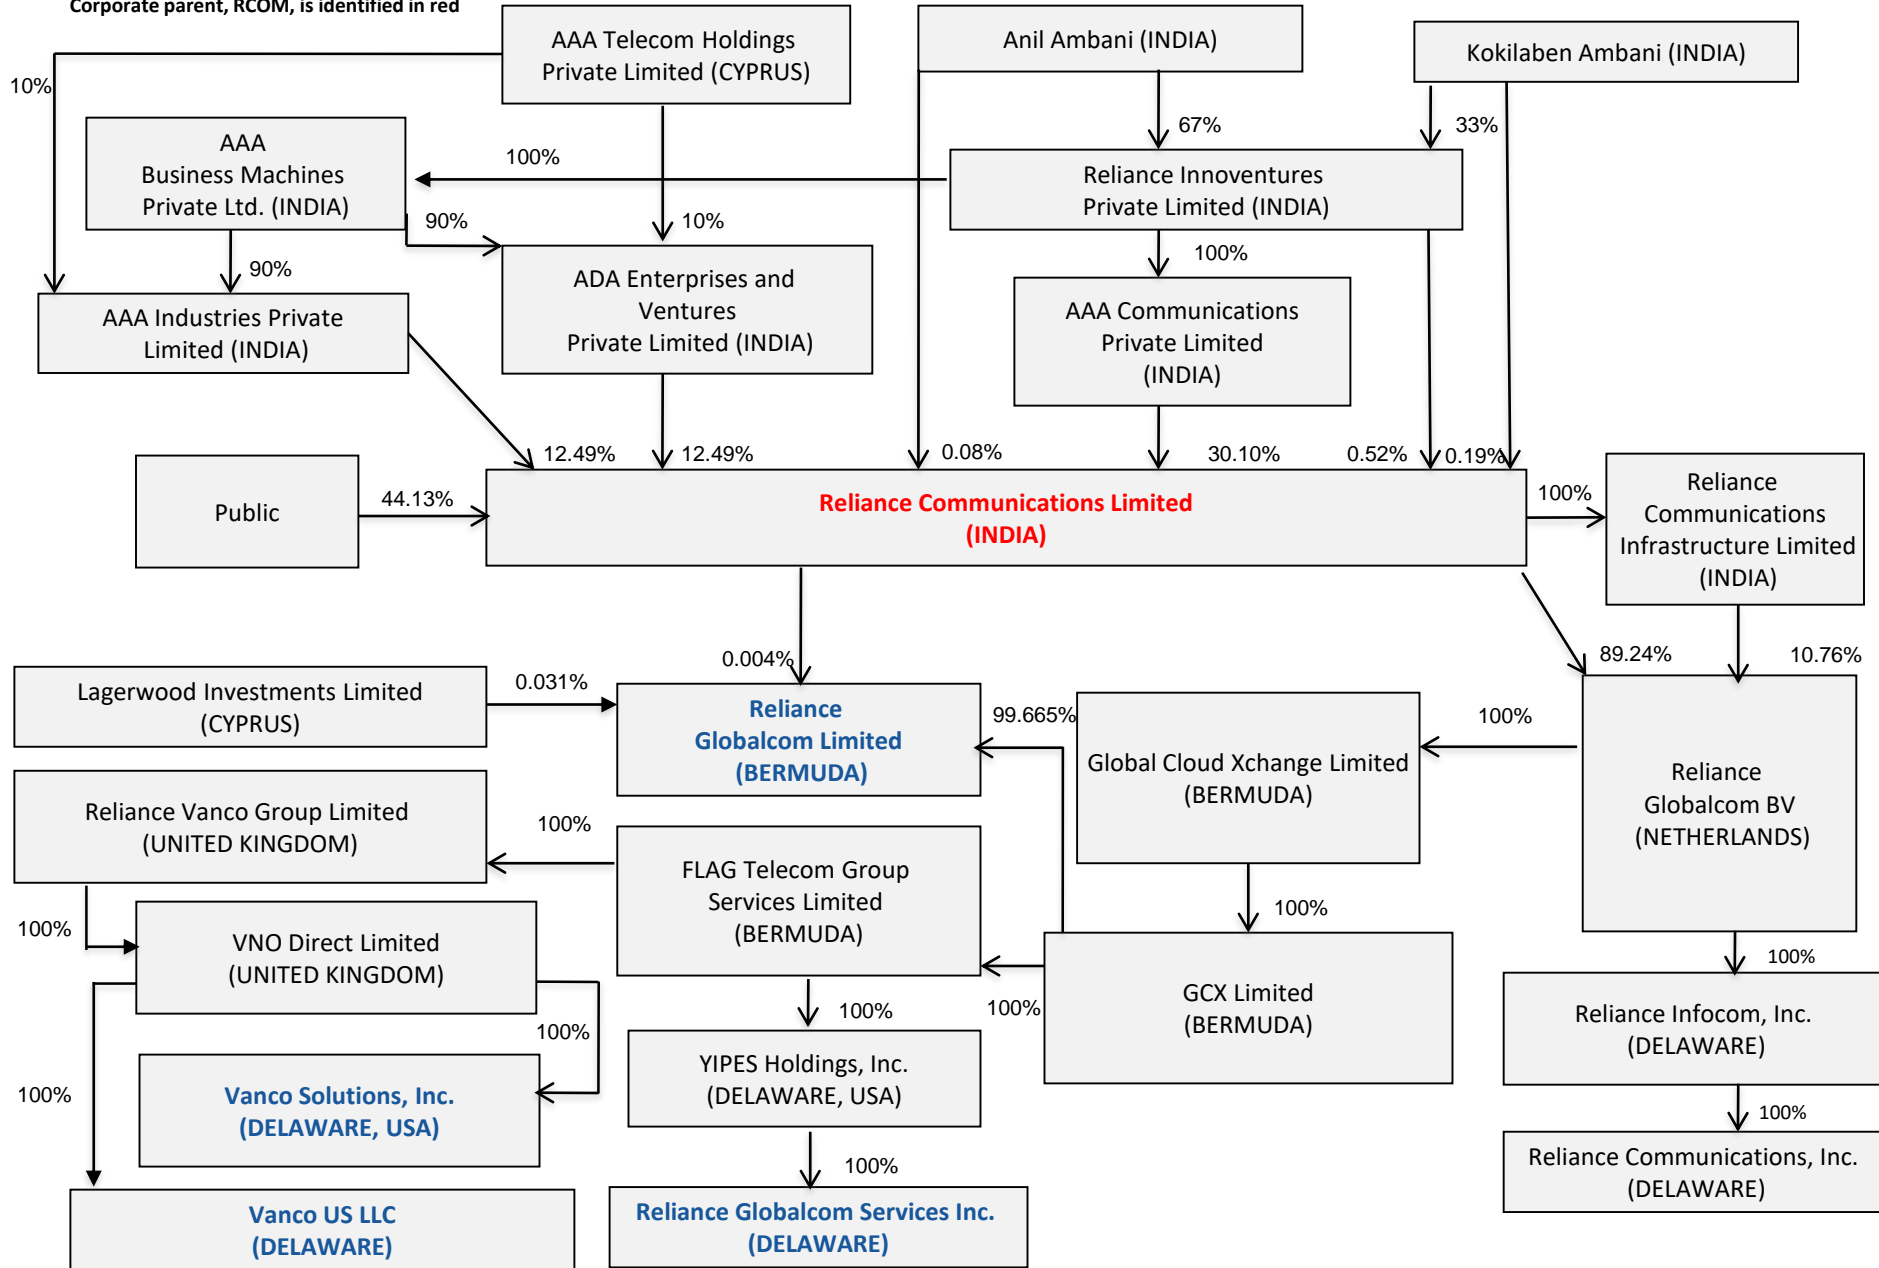 Corporate parent, RCOM, is identified in red
AAA Telecom Holdings
Private Limited (CYPRUS)
Anil Ambani (INDIA)
Kokilaben Ambani (INDIA)
10%
AAA
Business Machines
Private Ltd. (INDIA)
100%
67%
33%
Reliance Innoventures
Private Limited (INDIA)
90%
10%
100%
90%
AAA Industries Private
Limited (INDIA)
ADA Enterprises and
Ventures
Private Limited (INDIA)
AAA Communications
Private Limited
(INDIA)
12.49%
12.49%
0.08%
30.10%
0.52%
0.19%
Public
44.13%
Reliance Communications Limited
(INDIA)
100%
Reliance
Communications
Infrastructure Limited
(INDIA)
0.004%
89.24%
10.76%
Lagerwood Investments Limited
(CYPRUS)
0.031%
Reliance
Globalcom Limited
(BERMUDA)
99.665%
Global Cloud Xchange Limited
(BERMUDA)
100%
Reliance
Globalcom BV
(NETHERLANDS)
Reliance Vanco Group Limited
(UNITED KINGDOM)
100%
FLAG Telecom Group
Services Limited
(BERMUDA)
100%
100%
VNO Direct Limited
(UNITED KINGDOM)
100%
GCX Limited
(BERMUDA)
100%
100%
100%
100%
Reliance Infocom, Inc.
(DELAWARE)
YIPES Holdings, Inc.
(DELAWARE, USA)
100%
Vanco Solutions, Inc.
(DELAWARE, USA)
100%
100%
Reliance Communications, Inc.
(DELAWARE)
Vanco US LLC
(DELAWARE)
Reliance Globalcom Services Inc.
(DELAWARE)